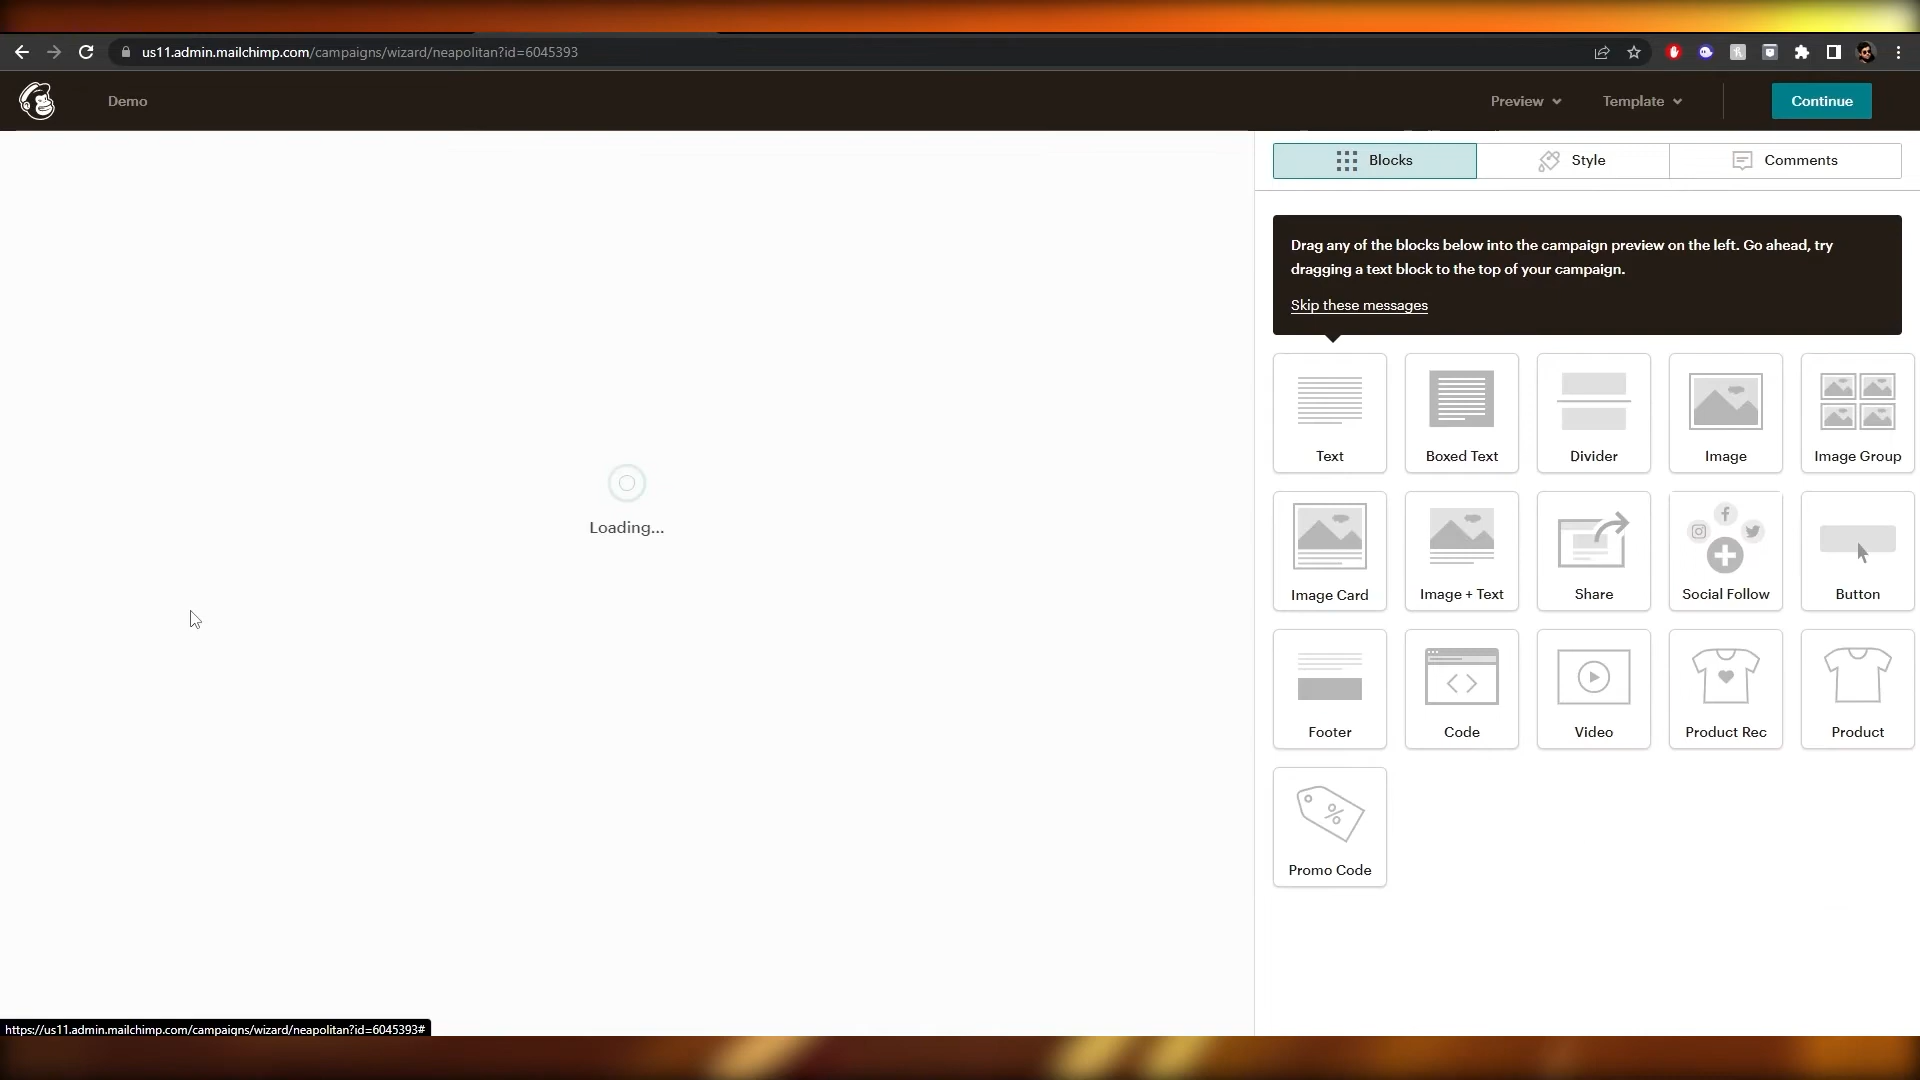 us11.admin.mailchimp.com/campaigns/wizard/neapolitan?id=6045393
Demo
Preview
Template
Continue
Blocks
Style
Comments
Drag any of the blocks below into the campaign preview on the left. Go ahead, try
dragging a text block to the top of your campaign.
Skip these messages
Text
Boxed Text
Divider
Image
Image Group
Loading...
Image Card
Image + Text
Share
Social Follow
Button
Footer
Code
Video
Product Rec
Product
Promo Code
https://us11.admin.mailchimp.com/campaigns/wizard/neapolitan?id=6045393#